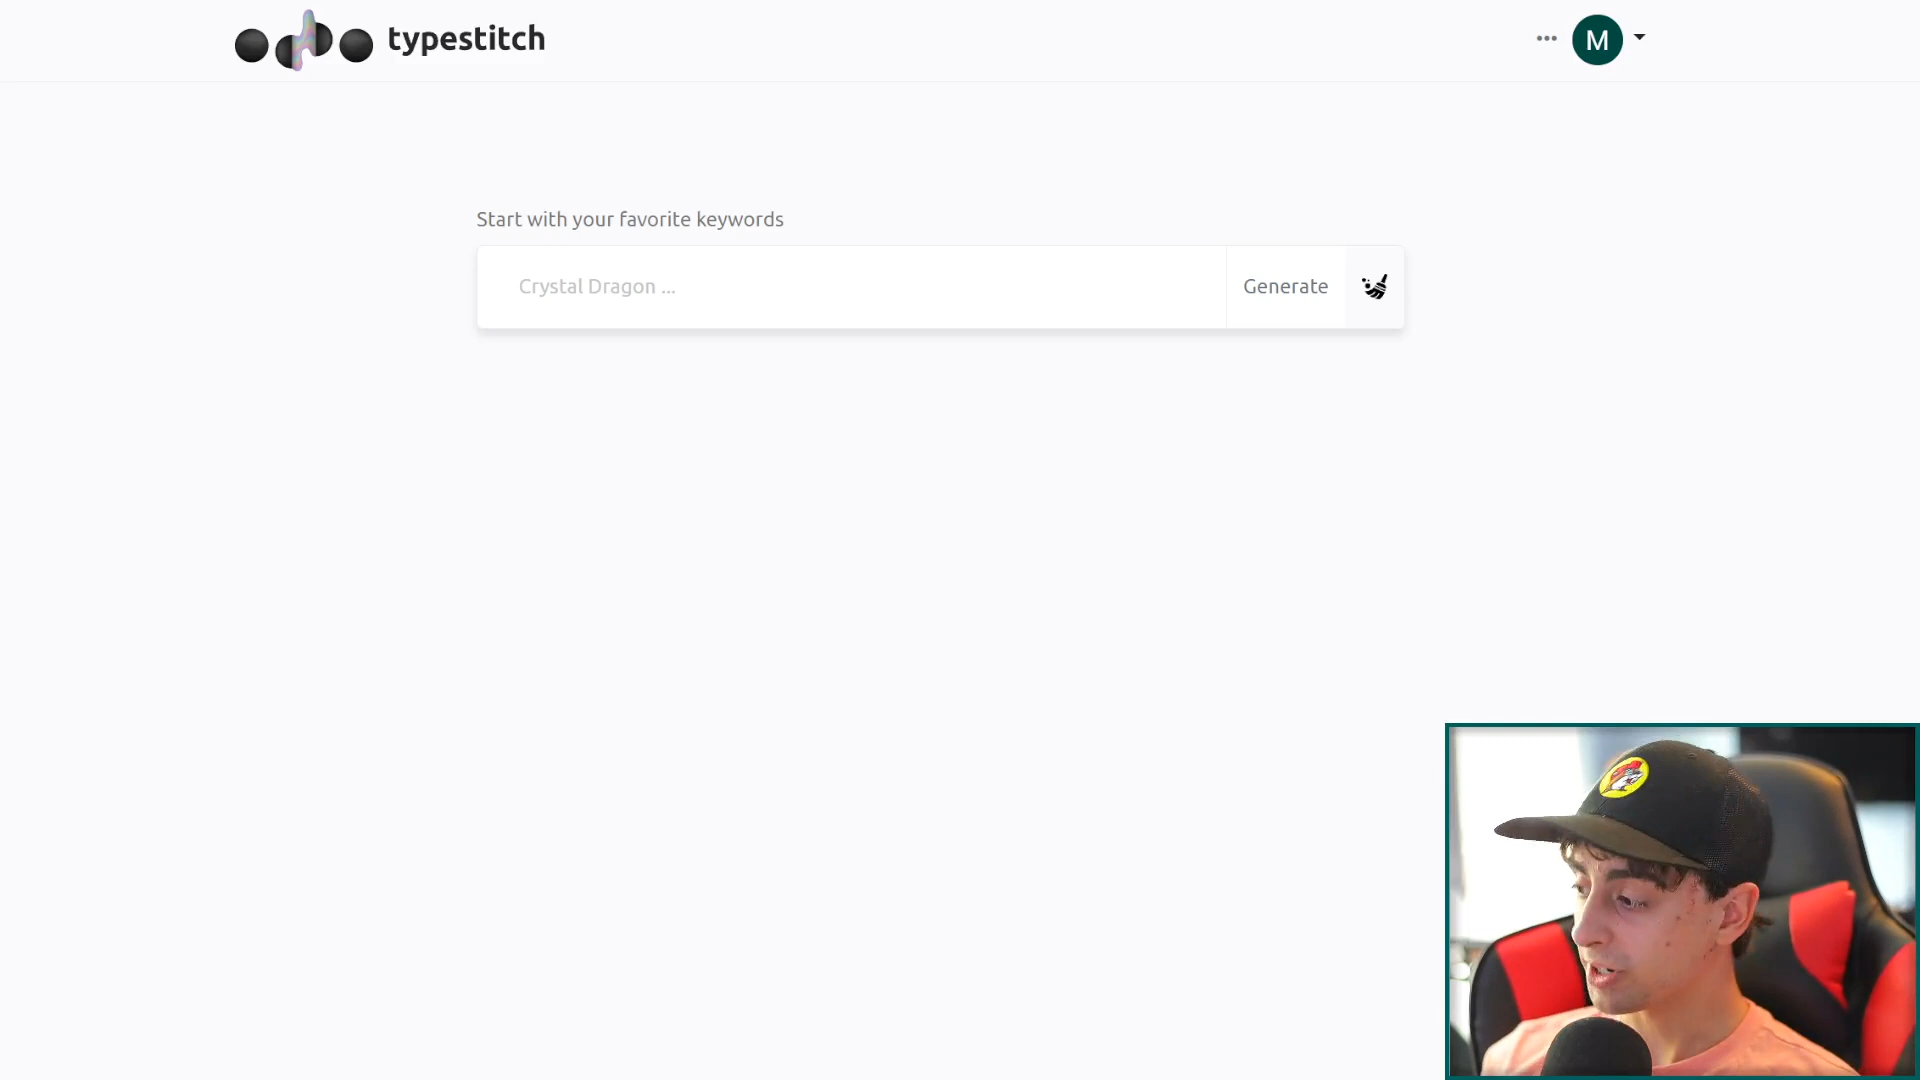 typestitch
M
Start with your favorite keywords
Crystal Dragon ...
Generate